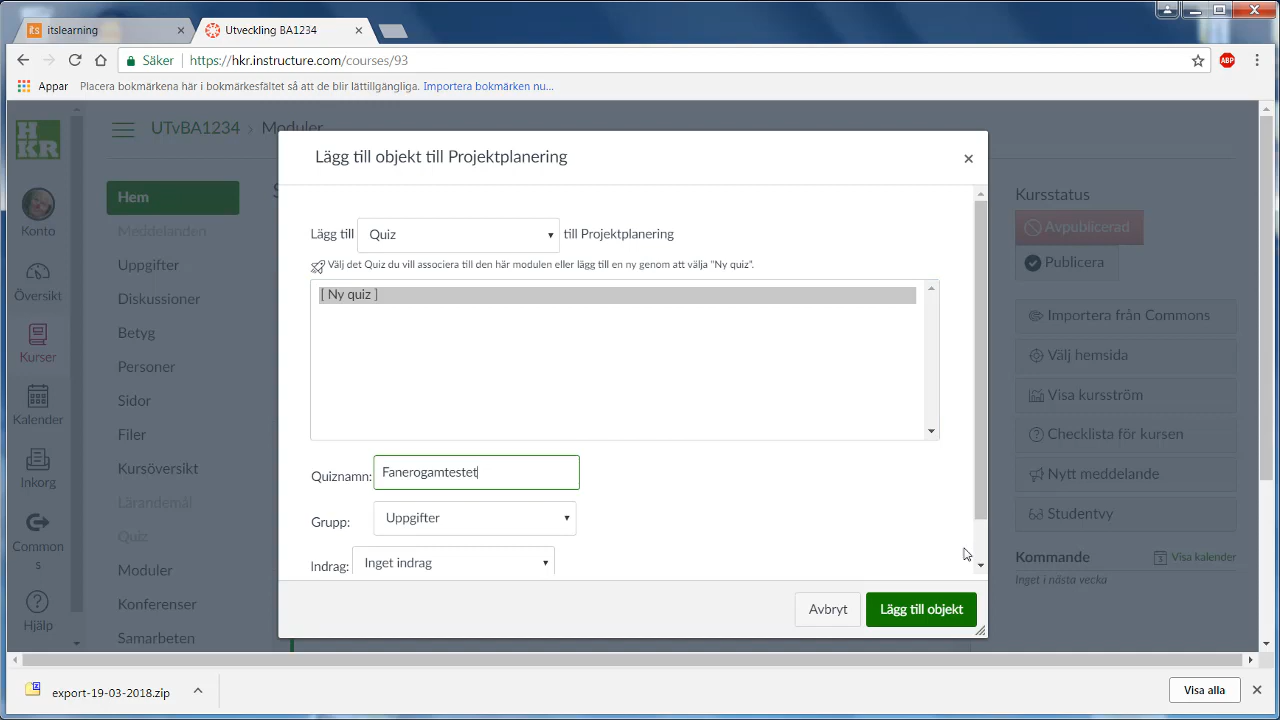 its itslearning
Utveckling BA1234
Säker https://hkr.instructure.com/courses/93
ABP
Appar Placera bokmärkena här i bokmärkesfältet så att de blir lättillgängliga. Importera bokmärken nu...
HKR
UTvBA1234 › Moduler
Lägg till objekt till Projektplanering
Lägg till Quiz till Projektplanering
Välj det Quiz du vill associera till den här modulen eller lägg till en ny genom att välja "Ny quiz".
[ Ny quiz ]
Quiznamn: Fanerogamtestet
Grupp: Uppgifter
Indrag: Inget indrag
Avbryt
Lägg till objekt
Konto
Översikt
Kurser
Kalender
Inkorg
Common
s
Hjälp
Hem
Meddelanden
Uppgifter
Diskussioner
Betyg
Personer
Sidor
Filer
Kursöversikt
Lärandemål
Quiz
Moduler
Konferenser
Samarbeten
Kursstatus
Avpublicerad
Publicera
Importera från Commons
Välj hemsida
Visa kursström
Checklista för kursen
Nytt meddelande
Studentvy
Kommande
Visa kalender
Inget i nästa vecka
export-19-03-2018.zip
Visa alla